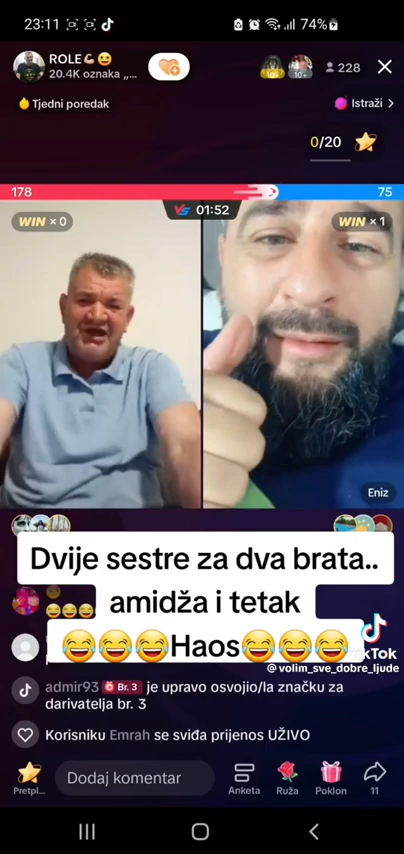 23:11
74%
ROLE💪😃
20.4K oznaka „...
10+
228
Tjedni poredak
Istraži >
0/20
178
75
VS 01:52
WIN × 0
WIN × 1
Eniz
Dvije sestre za dva brata..
amidža i tetak
😂😂😂Haos😂😂😂
TikTok
@volim_sve_dobre_ljude
admir93 Br. 3 je upravo osvojio/la značku za
darivatelja br. 3
Korisniku Emrah se sviđa prijenos UŽIVO
Pretpl...
Dodaj komentar
Anketa
Ruža
Poklon
11